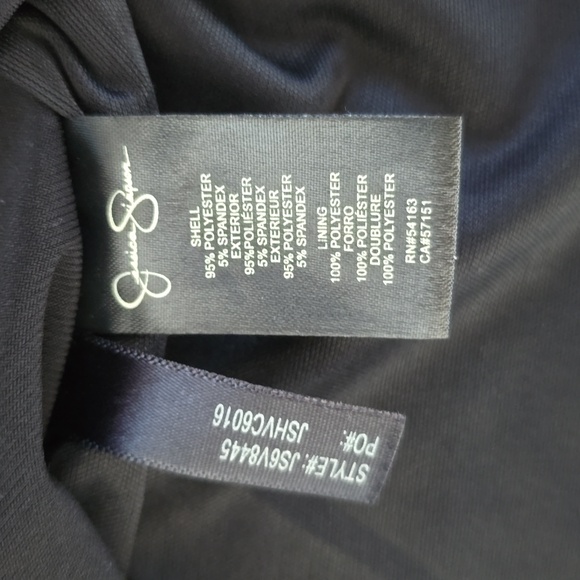 Jessica Simpson
SHELL
95% POLYESTER
5% SPANDEX
EXTERIOR
95%POLIÉSTER
5% SPANDEX
EXTERIEUR
95% POLYESTER
5% SPANDEX
LINING
100% POLYESTER
FORRO
100% POLIÉSTER
DOUBLURE
100% POLYESTER
RN#54163
CA#57151
STYLE#: JS6V8445
PO#:
JSHVC6016